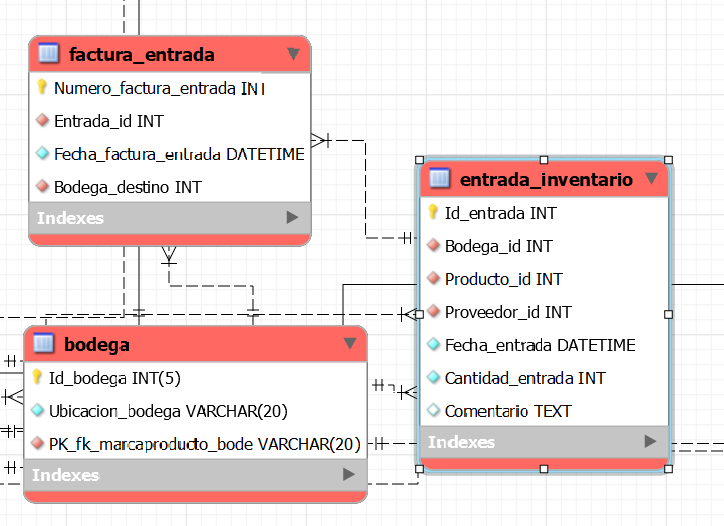 factura_entrada
Numero_factura_entrada INT
Entrada_id INT
Fecha_factura_entrada DATETIME
Bodega_destino INT
Indexes
entrada_inventario
Id_entrada INT
Bodega_id INT
Producto_id INT
Proveedor_id INT
Fecha_entrada DATETIME
Cantidad_entrada INT
Comentario TEXT
Indexes
bodega
Id_bodega INT(5)
Ubicacion_bodega VARCHAR(20)
PK_fk_marcaproducto_bode VARCHAR(20)
Indexes